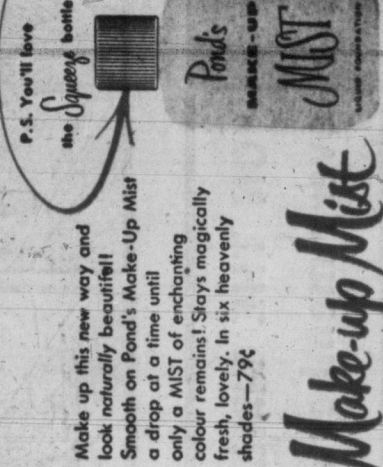 P.S. You'll love
the Squeeze bottle
Pond's
MAKE-UP
MIST
LIQUID FOUNDATION
Make up this new way and
look naturally beautiful!
Smooth on Pond's Make-Up Mist
a drop at a time until
only a MIST of enchanting
colour remains! Stays magically
fresh, lovely. In six heavenly
shades—79¢
Make-up Mist